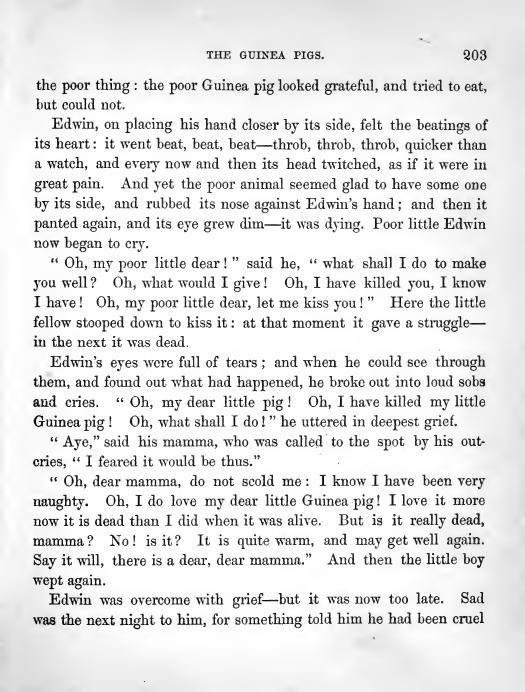 THE GUINEA PIGS. 203
the poor thing : the poor Guinea pig looked grateful, and tried to eat,
but could not.
Edwin, on placing his hand closer by its side, felt the beatings of
its heart: it went beat, beat, beat—throb, throb, throb, quicker than
a watch, and every now and then its head twitched, as if it were in
great pain. And yet the poor animal seemed glad to have some one
by its side, and rubbed its nose against Edwin's hand; and then it
panted again, and its eye grew dim—it was dying. Poor little Edwin
now began to cry.
" Oh, my poor little dear ! " said he, " what shall I do to make
you well ? Oh, what would I give ! Oh, I have killed you, I know
I have ! Oh, my poor little dear, let me kiss you ! " Here the little
fellow stooped down to kiss it : at that moment it gave a struggle—
in the next it was dead.
Edwin's eyes were full of tears ; and when he could see through
them, and found out what had happened, he broke out into loud sobs
and cries. " Oh, my dear little pig ! Oh, I have killed my little
Guinea pig ! Oh, what shall I do ! " he uttered in deepest grief.
" Aye," said his mamma, who was called to the spot by his out-
cries, " I feared it would be thus."
" Oh, dear mamma, do not scold me : I know I have been very
naughty. Oh, I do love my dear little Guinea pig ! I love it more
now it is dead than I did when it was alive. But is it really dead,
mamma ? No ! is it ? It is quite warm, and may get well again.
Say it will, there is a dear, dear mamma." And then the little boy
wept again.
Edwin was overcome with grief—but it was now too late. Sad
was the next night to him, for something told him he had been cruel